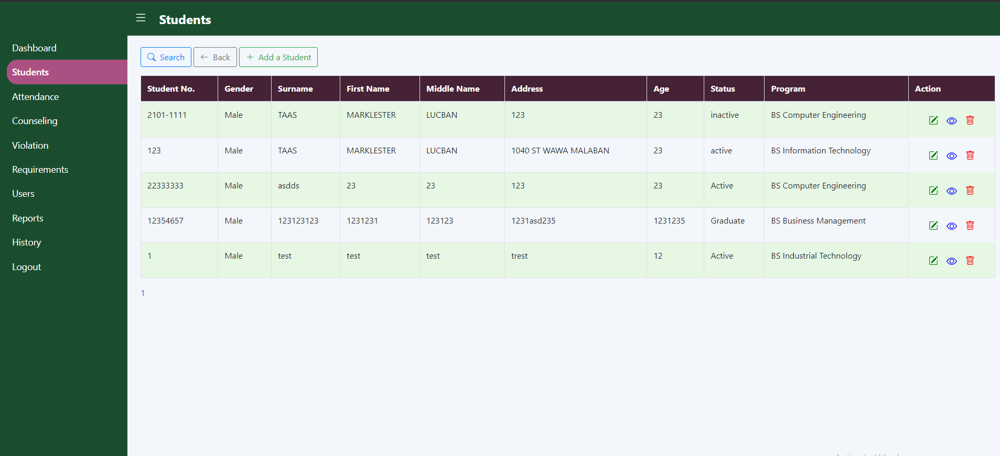 Students
Dashboard
Students
Attendance
Counseling
Violation
Requirements
Users
Reports
History
Logout
Search Back Add a Student
Student No. Gender Surname First Name Middle Name Address Age Status Program Action
2101-1111 Male TAAS MARKLESTER LUCBAN 123 23 inactive BS Computer Engineering
123 Male TAAS MARKLESTER LUCBAN 1040 ST WAWA MALABAN 23 active BS Information Technology
22333333 Male asdds 23 23 123 23 Active BS Computer Engineering
12354657 Male 123123123 1231231 123123 1231asd235 1231235 Graduate BS Business Management
1 Male test test test trest 12 Active BS Industrial Technology
1